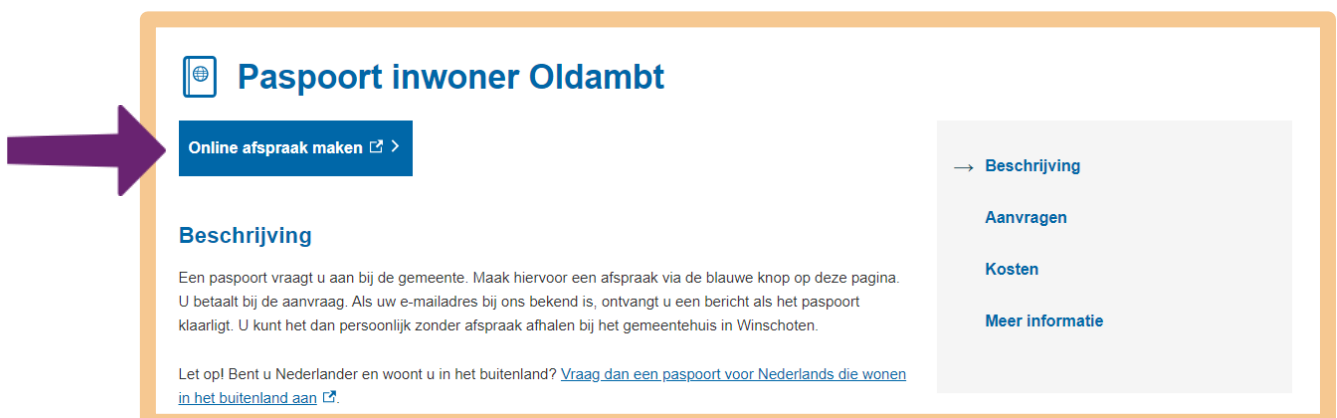 Paspoort inwoner Oldambt
Online afspraak maken
Beschrijving
Een paspoort vraagt u aan bij de gemeente. Maak hiervoor een afspraak via de blauwe knop op deze pagina.
U betaalt bij de aanvraag. Als uw e-mailadres bij ons bekend is, ontvangt u een bericht als het paspoort
klaarligt. U kunt het dan persoonlijk zonder afspraak afhalen bij het gemeentehuis in Winschoten.
Let op! Bent u Nederlander en woont u in het buitenland? Vraag dan een paspoort voor Nederlands die wonen
in het buitenland aan.
Beschrijving
Aanvragen
Kosten
Meer informatie